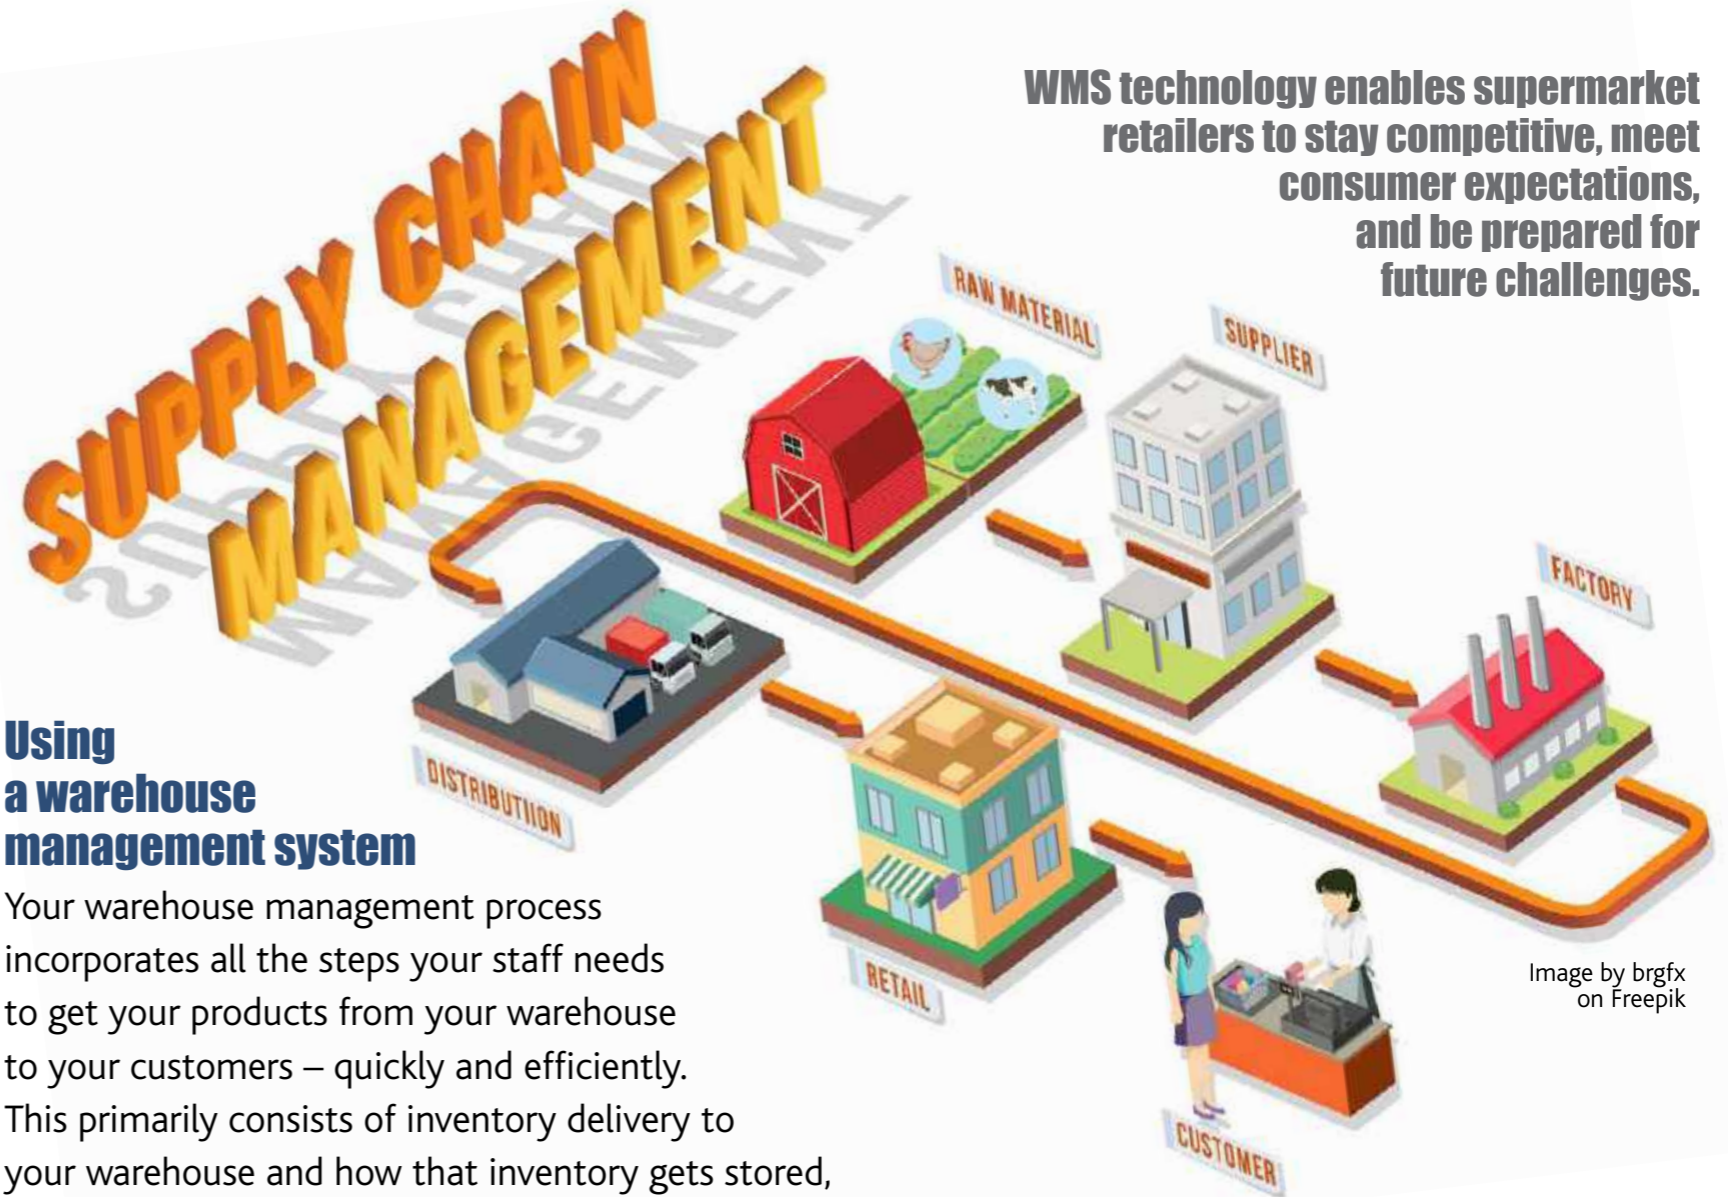 SUPPLY CHAIN
MANAGEMENT
WMS technology enables supermarket
retailers to stay competitive, meet
consumer expectations,
and be prepared for
future challenges.
RAW MATERIAL
SUPPLIER
FACTORY
DISTRIBUTIION
RETAIL
CUSTOMER
Image by brgfx
on Freepik
Using
a warehouse
management system
Your warehouse management process
incorporates all the steps your staff needs
to get your products from your warehouse
to your customers – quickly and efficiently.
This primarily consists of inventory delivery to
your warehouse and how that inventory gets stored,